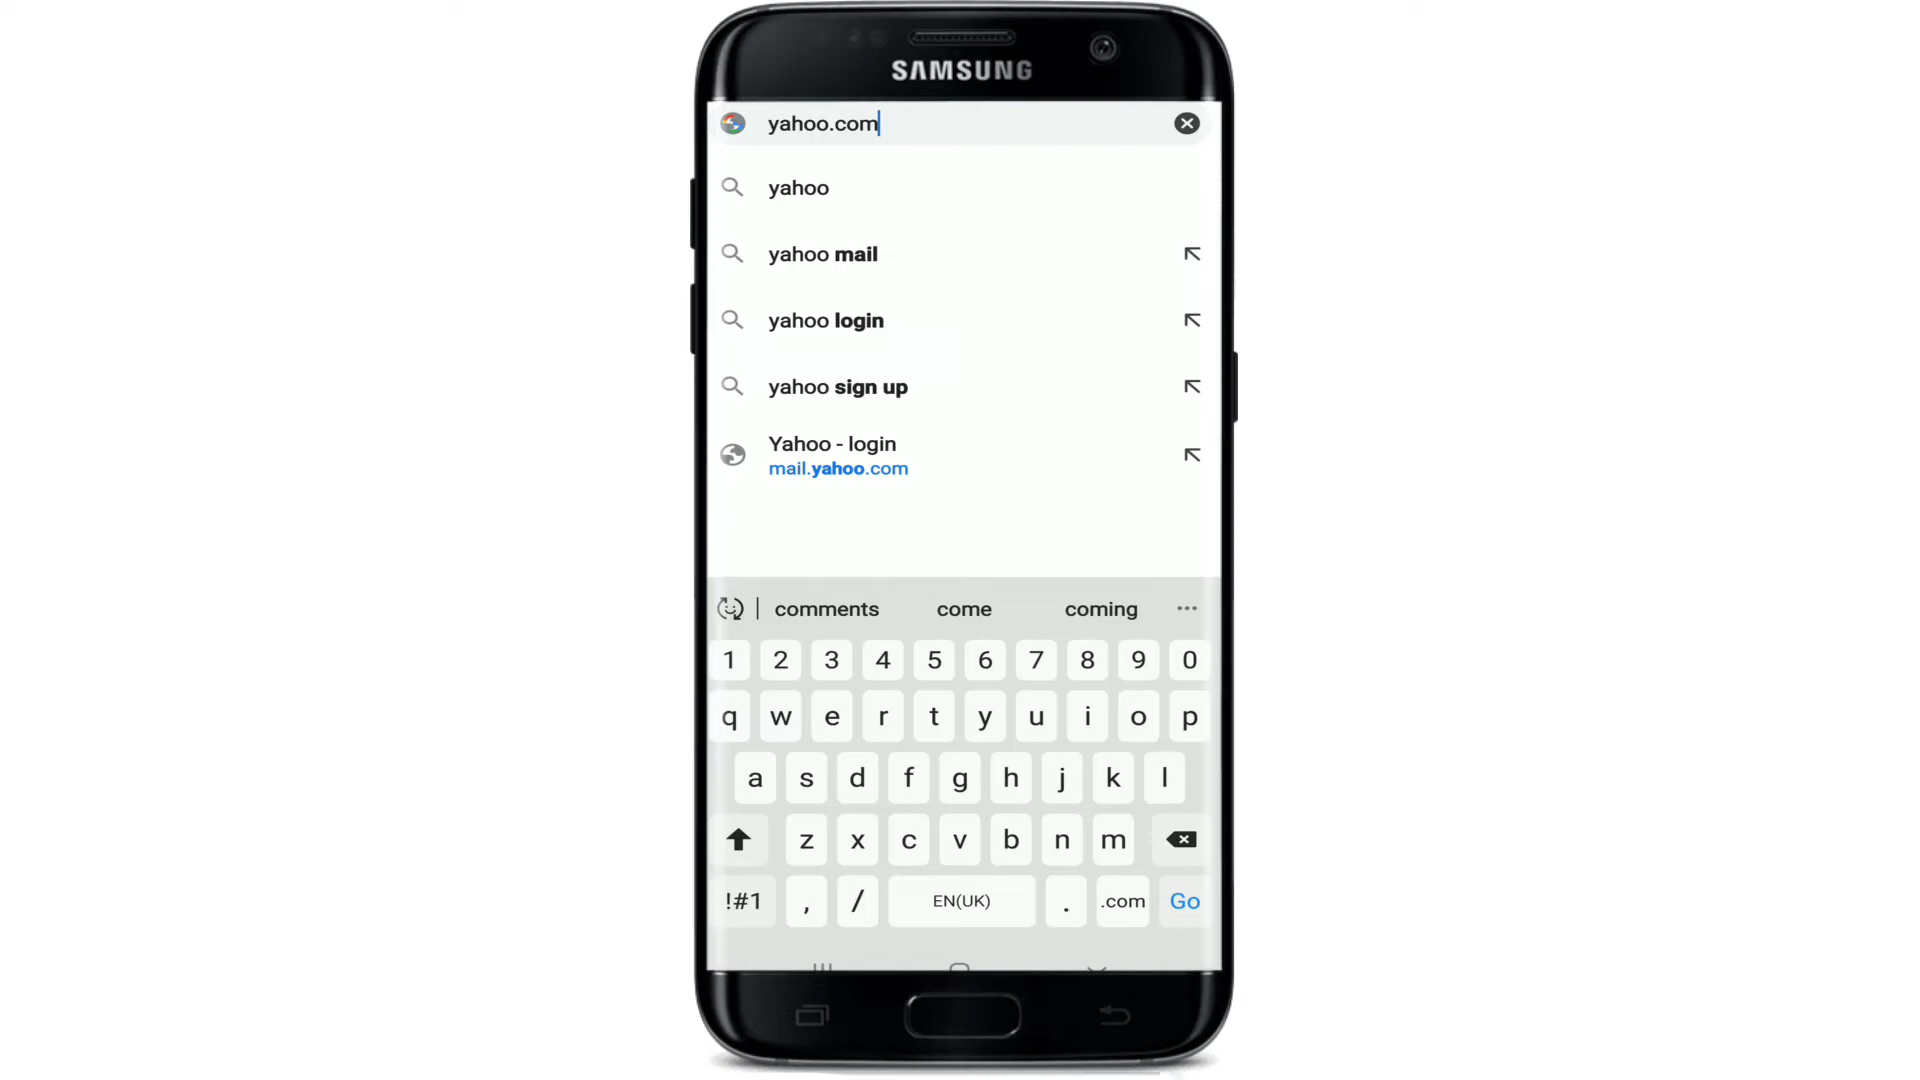 SAMSUNG
yahoo.com
yahoo
yahoo mail
yahoo login
yahoo sign up
Yahoo - login
mail.yahoo.com
comments come coming
1 2 3 4 5 6 7 8 9 0
q w e r t y u i o p
a s d f g h j k l
z x c v b n m
!#1 , / EN(UK) . .com Go